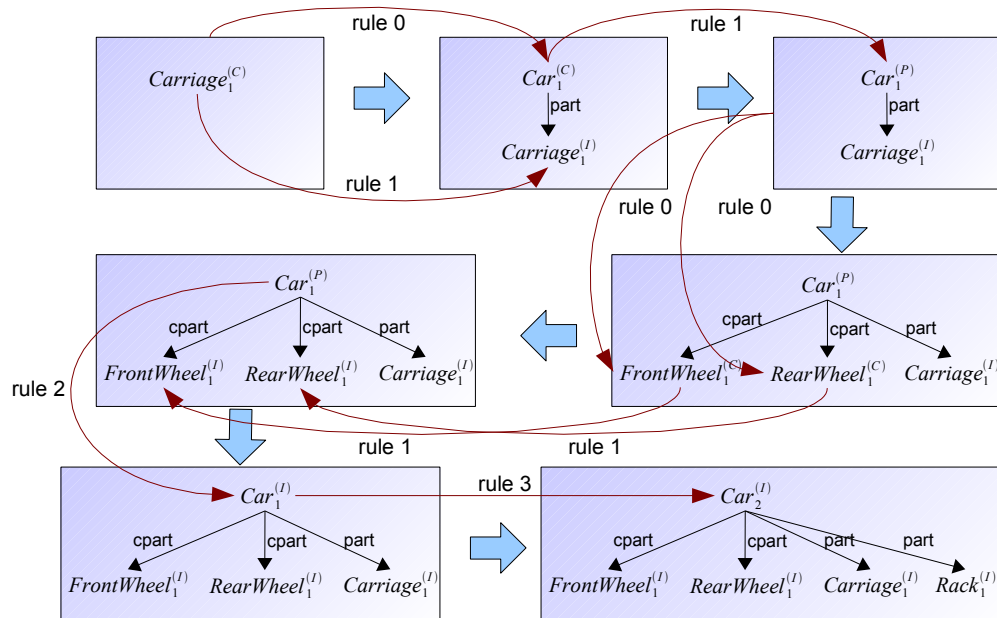 rule 0
rule 1
Carriage₁⁽ᶜ⁾
Car₁⁽ᶜ⁾
part
Carriage₁⁽ᴵ⁾
Car₁⁽ᴾ⁾
part
Carriage₁⁽ᴵ⁾
rule 1
rule 0
rule 0
Car₁⁽ᴾ⁾
cpart
cpart
part
FrontWheel₁⁽ᴵ⁾ RearWheel₁⁽ᴵ⁾ Carriage₁⁽ᴵ⁾
Car₁⁽ᴾ⁾
cpart
cpart
part
FrontWheel₁⁽ᶜ⁾ RearWheel₁⁽ᶜ⁾ Carriage₁⁽ᴵ⁾
rule 2
rule 1
rule 1
Car₁⁽ᴵ⁾
cpart
cpart
part
FrontWheel₁⁽ᴵ⁾ RearWheel₁⁽ᴵ⁾ Carriage₁⁽ᴵ⁾
rule 3
Car₂⁽ᴵ⁾
cpart
cpart
part
part
FrontWheel₁⁽ᴵ⁾ RearWheel₁⁽ᴵ⁾ Carriage₁⁽ᴵ⁾ Rack₁⁽ᴵ⁾